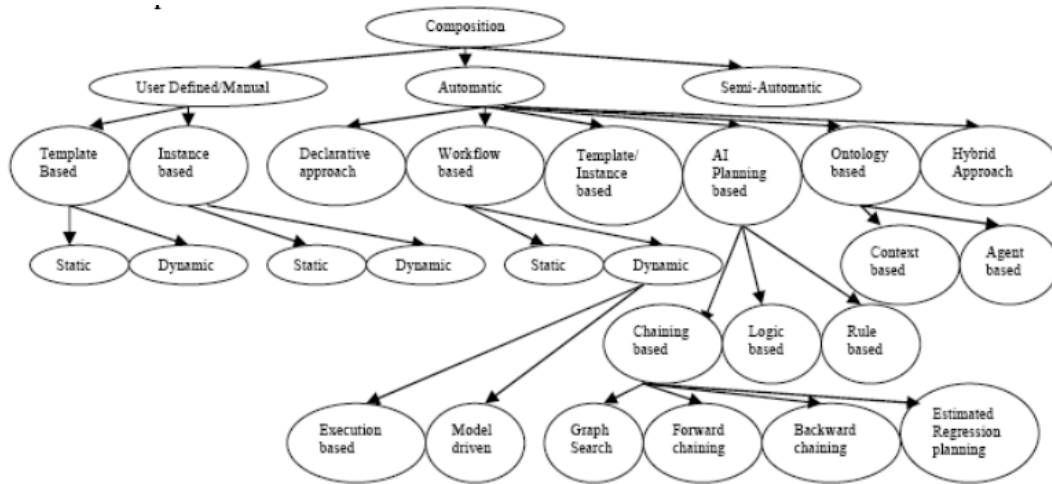 Composition
User Defined/Manual
Automatic
Semi-Automatic
Template
Based
Instance
based
Declarative
approach
Workflow
based
Template/
Instance
based
AI
Planning
based
Ontology
based
Hybrid
Approach
Static
Dynamic
Static
Dynamic
Static
Dynamic
Context
based
Agent
based
Chaining
based
Logic
based
Rule
based
Execution
based
Model
driven
Graph
Search
Forward
chaining
Backward
chaining
Estimated
Regression
planning